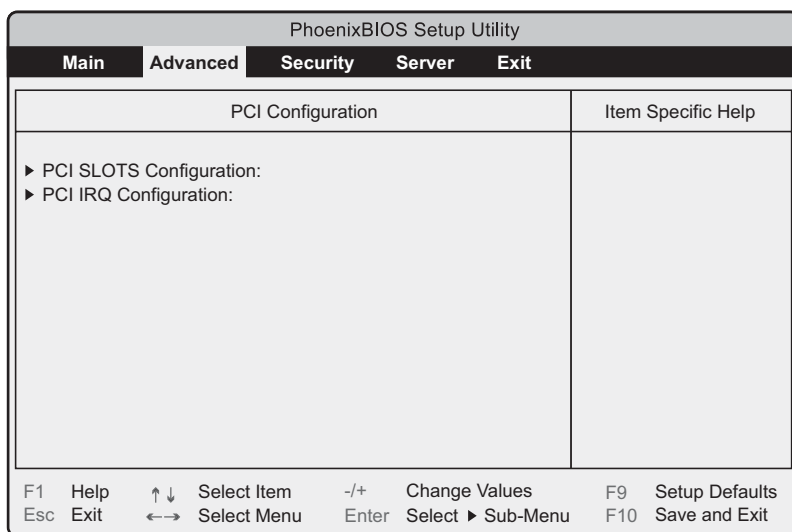 PhoenixBIOS Setup Utility
Main Advanced Security Server Exit
PCI Configuration Item Specific Help
▶ PCI SLOTS Configuration:
▶ PCI IRQ Configuration:
F1 Help ↑↓ Select Item -/+ Change Values F9 Setup Defaults
Esc Exit ←→ Select Menu Enter Select ▶ Sub-Menu F10 Save and Exit